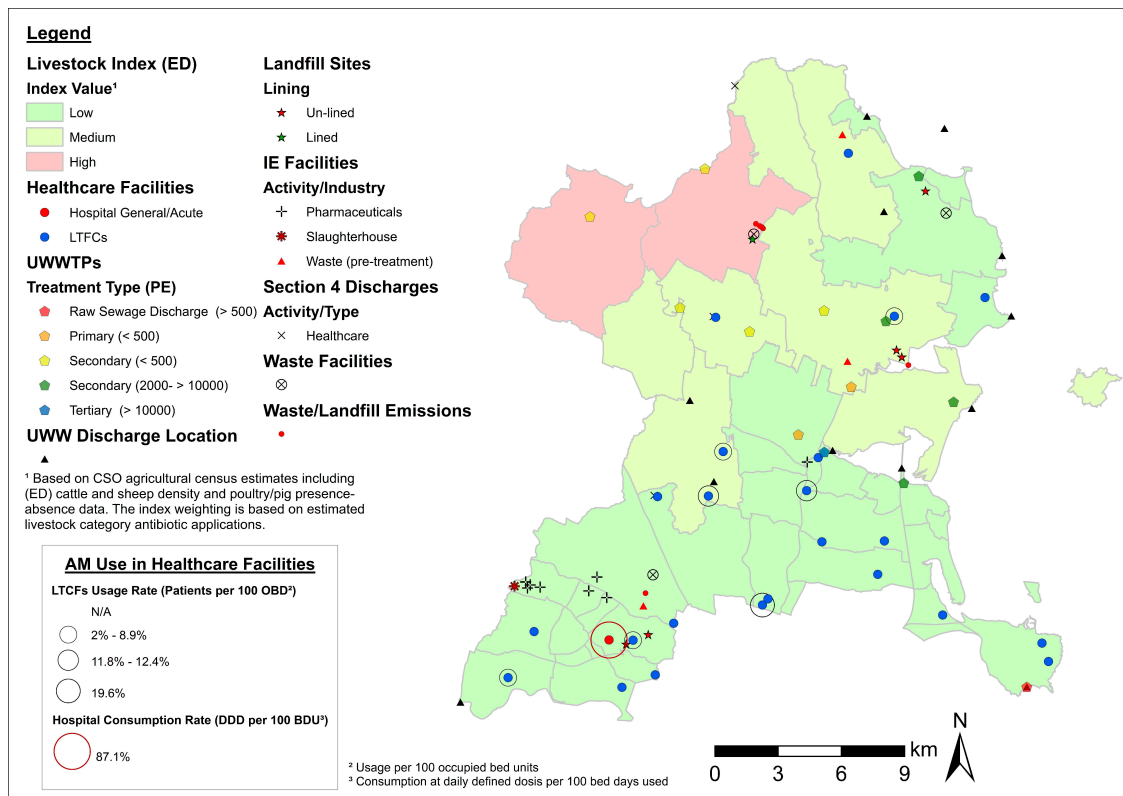 Legend
Livestock Index (ED)
Index Value¹
Low
Medium
High
Healthcare Facilities
Hospital General/Acute
LTFCs
UWWTPs
Treatment Type (PE)
Raw Sewage Discharge (> 500)
Primary (< 500)
Secondary (< 500)
Secondary (2000- > 10000)
Tertiary (> 10000)
UWW Discharge Location
Landfill Sites
Lining
Un-lined
Lined
IE Facilities
Activity/Industry
Pharmaceuticals
Slaughterhouse
Waste (pre-treatment)
Section 4 Discharges
Activity/Type
Healthcare
Waste Facilities
Waste/Landfill Emissions
¹ Based on CSO agricultural census estimates including
(ED) cattle and sheep density and poultry/pig presence-
absence data. The index weighting is based on estimated
livestock category antibiotic applications.
AM Use in Healthcare Facilities
LTCFs Usage Rate (Patients per 100 OBD²)
N/A
2% - 8.9%
11.8% - 12.4%
19.6%
Hospital Consumption Rate (DDD per 100 BDU³)
87.1%
² Usage per 100 occupied bed units
³ Consumption at daily defined dosis per 100 bed days used
N
km
0 3 6 9